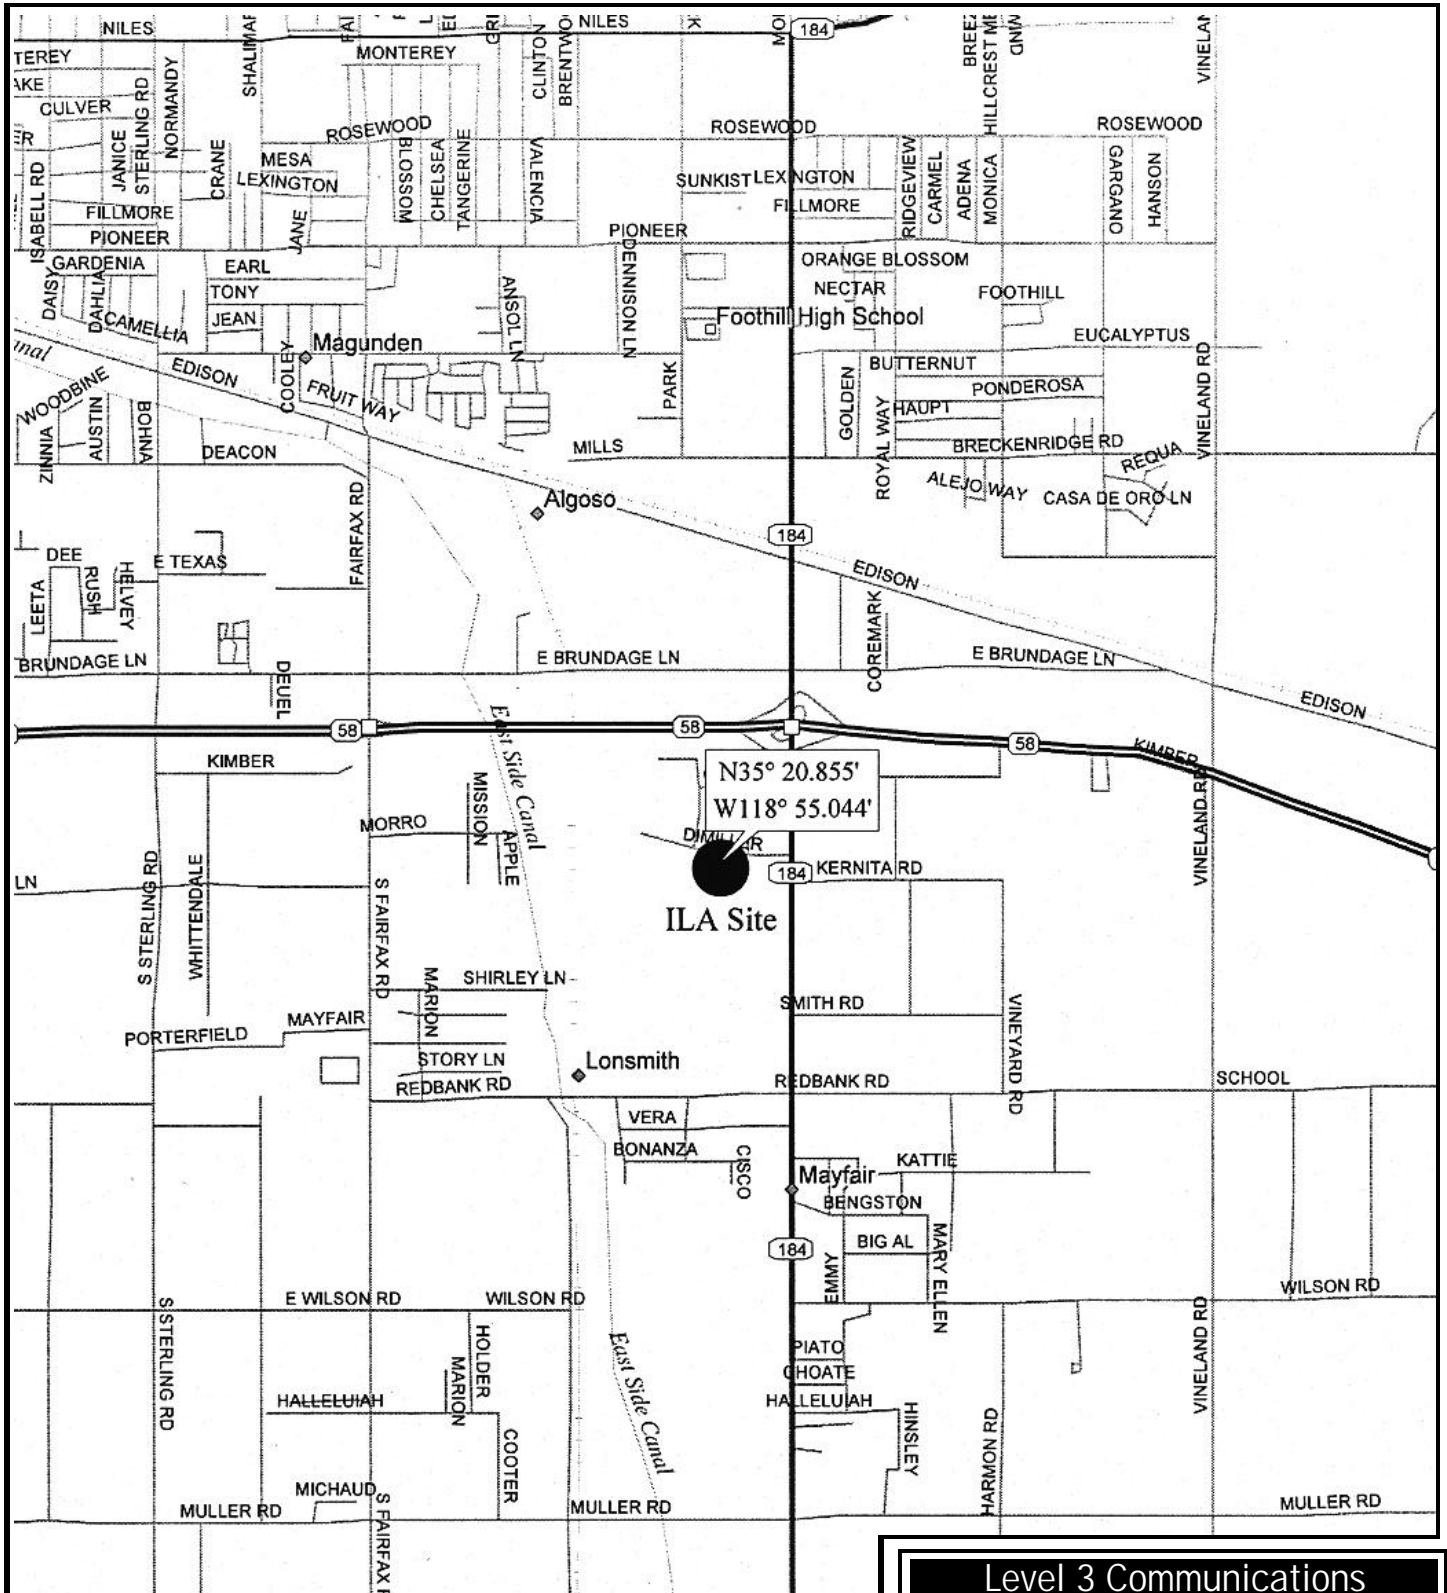 NILES
NILES
184
TEREY
MONTEREY
SHALIMAR
CLINTON
HILLCREST
AKE
CULVER
STERLING RD
NORMANDY
ER
JANICE
ROSEWOOD
ROSEWOOD
ROSEWOOD
CRANE
MESA
LEXINGTON
BLOSSOM
CHELSEA
TANGERINE
VALENCIA
SUNKIST
LEXINGTON
RIDGEVIEW
CARMEL
ADENA
MONICA
GARGANO
HANSON
ISABELL RD
FILLMORE
FILLMORE
JANE
PIONEER
PIONEER
GARDENIA
EARL
ORANGE BLOSSOM
DAISY
DAHLIA
TONY
ANSOL LN
DENNISON LN
NECTAR
FOOTHILL
CAMELLIA
JEAN
Foothill High School
EUCALYPTUS
Magunden
COOLEY
EDISON
FRUIT WAY
PARK
BUTTERNUT
VINELAND RD
WOODBINE
GOLDEN
PONDEROSA
HAUPT
ZINNIA
AUSTIN
BOHNA
DEACON
MILLS
ROYAL WAY
BRECKENRIDGE RD
REQUA
ALEJO WAY
CASA DE ORO LN
FAIRFAX RD
Algoso
184
DEE
E TEXAS
EDISON
LEETA
RUSH
HELVEY
COREMARK
BRUNDAGE LN
E BRUNDAGE LN
E BRUNDAGE LN
DEUEL
EDISON
58
58
58
KIMBER
KIMBER
East Side Canal
N35° 20.855'
W118° 55.044'
VINELAND RD
MISSION
MORRO
APPLE
LN
S STERLING RD
WHITTENDALE
S FAIRFAX RD
184
KERNITA RD
ILA Site
MARION
SHIRLEY LN
SMITH RD
VINEYARD RD
PORTERFIELD
MAYFAIR
STORY LN
Lonsmith
REDBANK RD
REDBANK RD
SCHOOL
VERA
BONANZA
CISCO
KATTIE
Mayfair
BENGSTON
184
BIG AL
EMMY
MARY ELLEN
E WILSON RD
WILSON RD
WILSON RD
S STERLING RD
HOLDER
MARION
East Side Canal
PIATO
CHOATE
VINELAND RD
HALLELUIAH
HALLELUIAH
HINSLEY
HARMON RD
COOTER
MICHAUD
MULLER RD
S FAIRFAX
MULLER RD
MULLER RD
Level 3 Communications